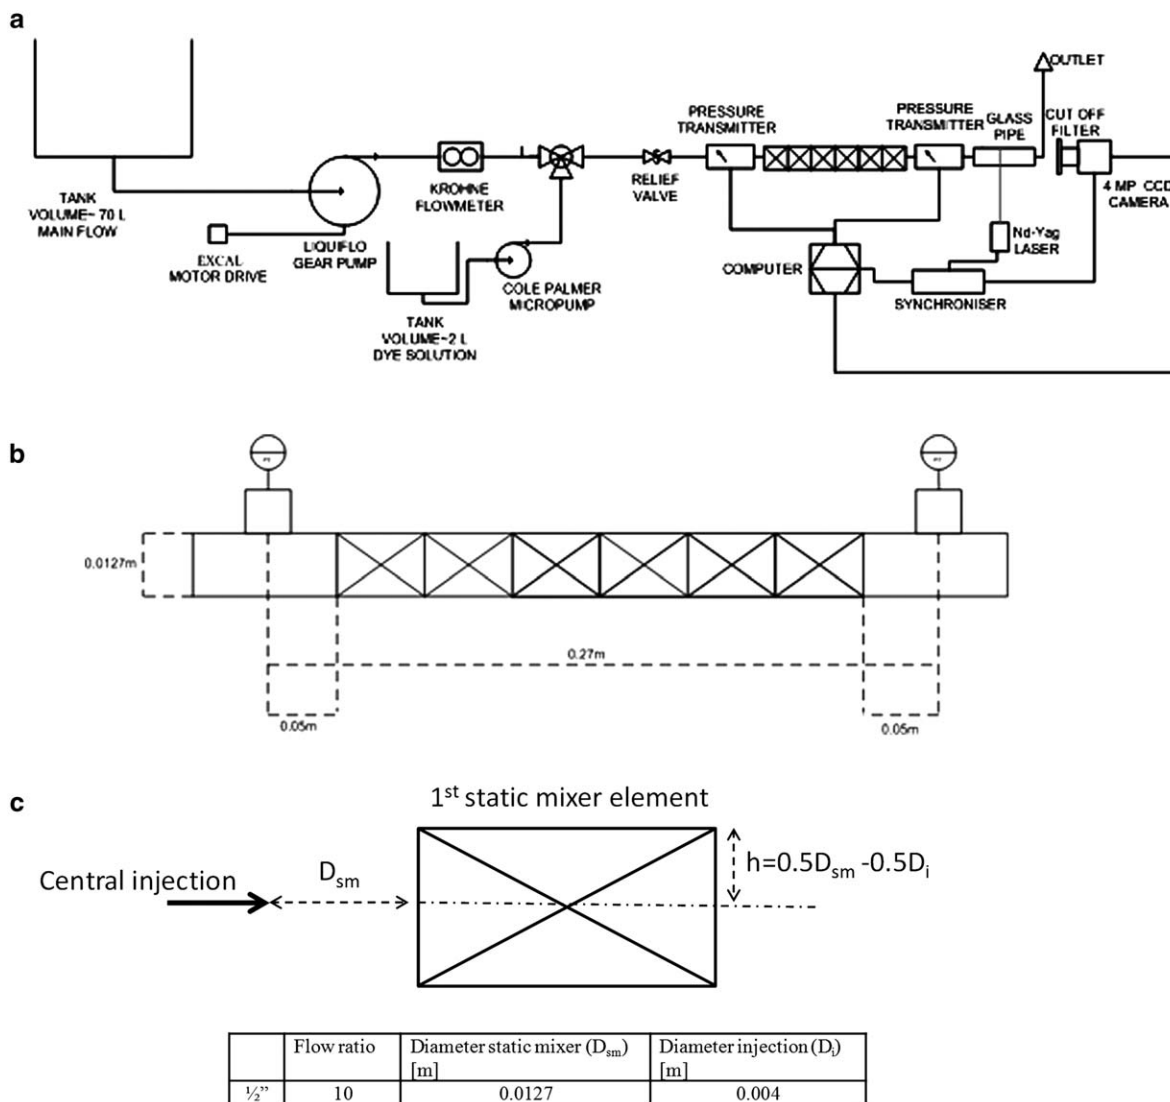 a
OUTLET
PRESSURE
TRANSMITTER
PRESSURE
TRANSMITTER
GLASS
PIPE
CUT OFF
FILTER
TANK
VOLUME~ 70 L
MAIN FLOW
KROHNE
FLOWMETER
RELIEF
VALVE
4 MP CCD
CAMERA
EXCAL
MOTOR DRIVE
LIQUIFLO
GEAR PUMP
COLE PALMER
MICROPUMP
COMPUTER
Nd-Yag
LASER
SYNCHRONISER
TANK
VOLUME~2 L
DYE SOLUTION
b
PT
PT
0.0127m
0.27m
0.05m
0.05m
c
1st static mixer element
Central injection
Dsm
h=0.5Dsm -0.5Di
Flow ratio
Diameter static mixer (Dsm)
[m]
Diameter injection (Di)
[m]
½” 10 0.0127 0.004